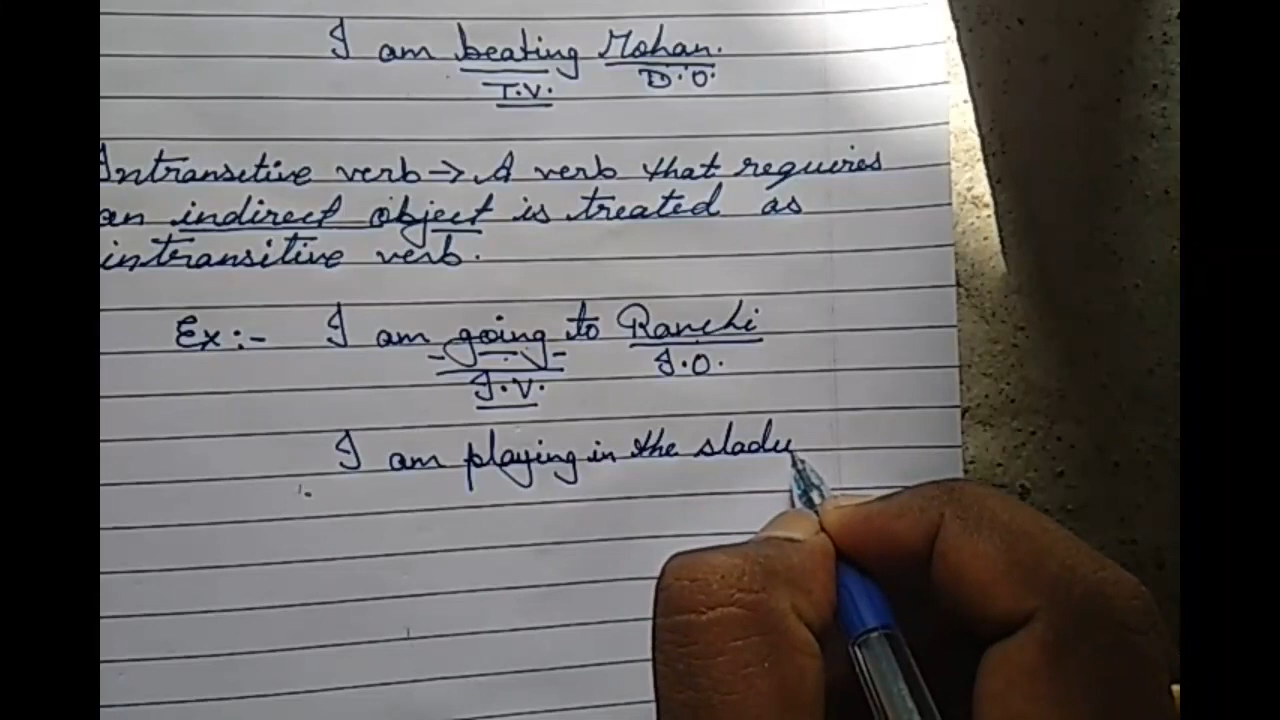 I am beating Mohan.
T.V. D.O.
Intransitive verb → A verb that requires
an indirect object is treated as
intransitive verb.
Ex:- I am going to Ranchi
I.V. I.O.
I am playing in the stadiu